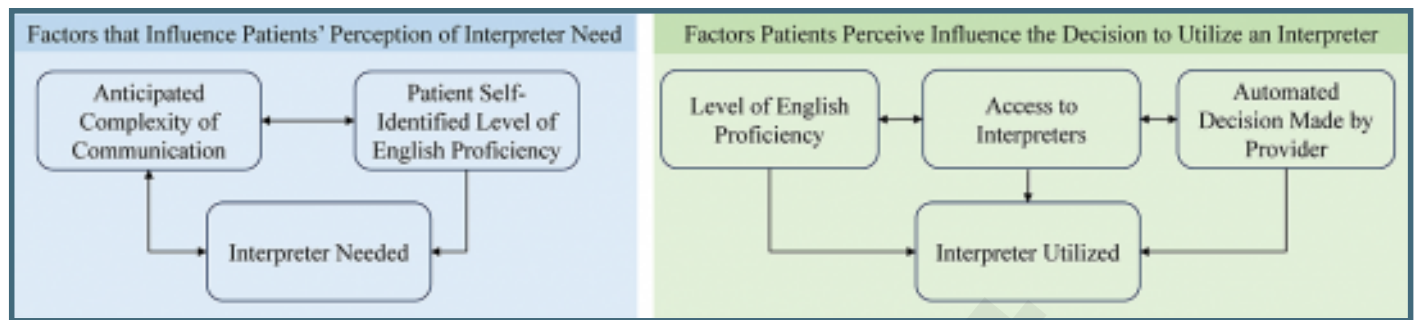 Factors that Influence Patients' Perception of Interpreter Need
Anticipated
Complexity of
Communication
Patient Self-
Identified Level of
English Proficiency
Interpreter Needed
Factors Patients Perceive Influence the Decision to Utilize an Interpreter
Level of English
Proficiency
Access to
Interpreters
Automated
Decision Made by
Provider
Interpreter Utilized